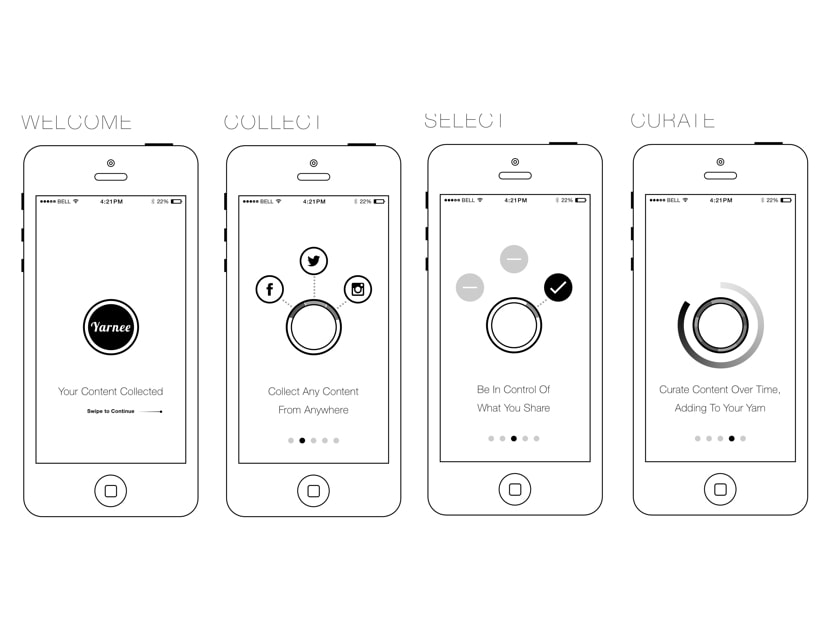 WELCOME
COLLECT
SELECT
CURATE
BELL 4:21PM 22%
Yarnee
Your Content Collected
Swipe to Continue
BELL 4:21PM 22%
Collect Any Content
From Anywhere
BELL 4:21PM 22%
Be In Control Of
What You Share
BELL 4:21PM 22%
Curate Content Over Time,
Adding To Your Yarn